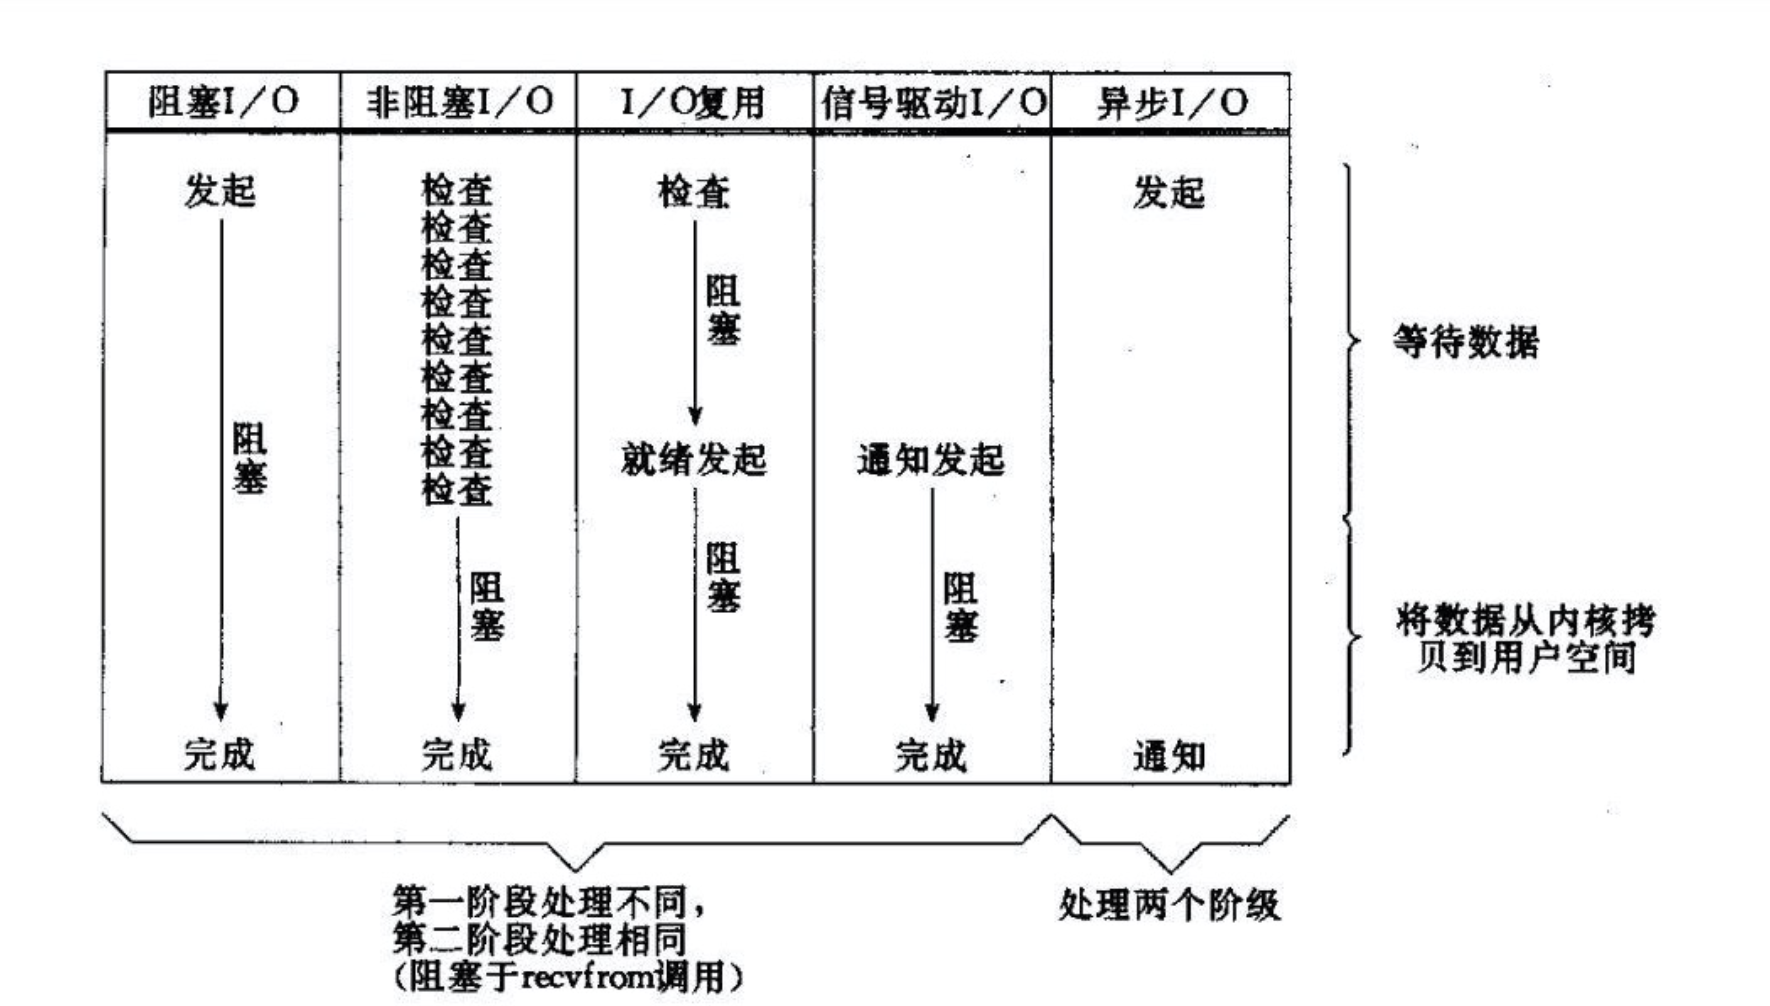 阻塞I/O
非阻塞I/O
I/O复用
信号驱动I/O
异步I/O
发起
阻塞
完成
检查
检查
检查
检查
检查
检查
检查
检查
检查
阻塞
完成
检查
阻塞
就绪发起
阻塞
完成
通知发起
阻塞
完成
发起
通知
等待数据
将数据从内核拷
贝到用户空间
第一阶段处理不同，
第二阶段处理相同
(阻塞于recvfrom调用)
处理两个阶级